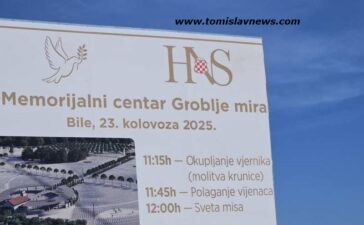 www.tomislavnews.com
HNS
Memorijalni centar Groblje mira
Bile, 23. kolovoza 2025.
11:15h — Okupljanje vjernika
(molitva krunice)
11:45h — Polaganje vijenaca
12:00h — Sveta misa